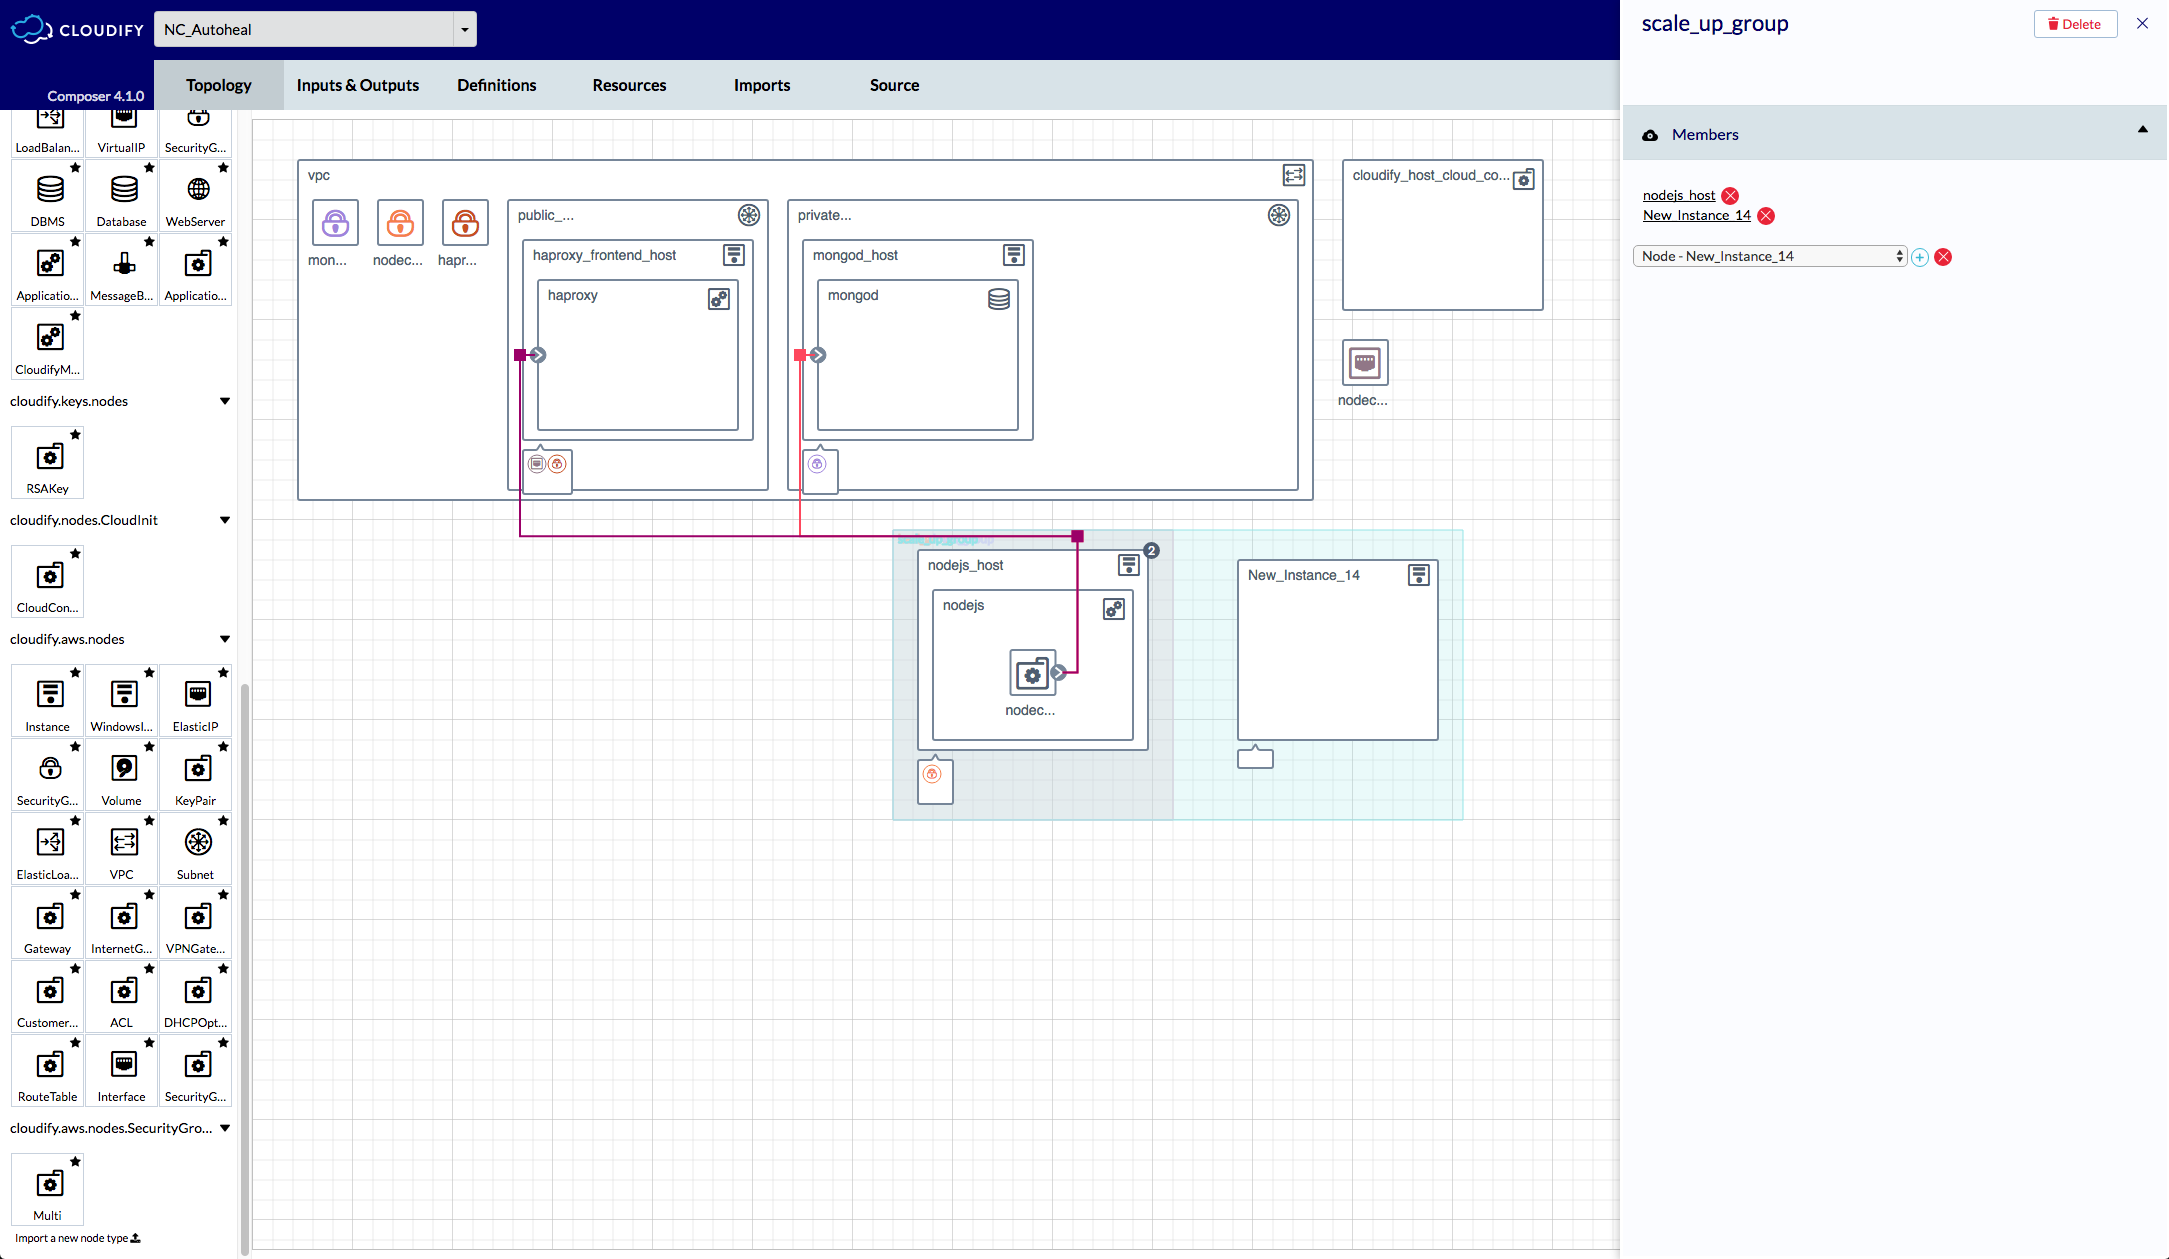 CLOUDIFY
NC_Autoheal
Composer 4.1.0
Topology
Inputs & Outputs
Definitions
Resources
Imports
Source
scale_up_group
Delete
Members
nodejs_host
New_Instance_14
Node - New_Instance_14
LoadBalan...
VirtualIP
SecurityG...
DBMS
Database
WebServer
Applicatio...
MessageB...
Applicatio...
CloudifyM...
cloudify.keys.nodes
RSAKey
cloudify.nodes.CloudInit
CloudCon...
cloudify.aws.nodes
Instance
WindowsI...
ElasticIP
SecurityG...
Volume
KeyPair
ElasticLoa...
VPC
Subnet
Gateway
InternetG...
VPNGate...
Customer...
ACL
DHCPOpt...
RouteTable
Interface
SecurityG...
cloudify.aws.nodes.SecurityGro...
Multi
Import a new node type
vpc
mon...
nodec...
hapr...
public_...
haproxy_frontend_host
haproxy
private...
mongod_host
mongod
cloudify_host_cloud_co...
nodec...
2
nodejs_host
nodejs
nodec...
New_Instance_14